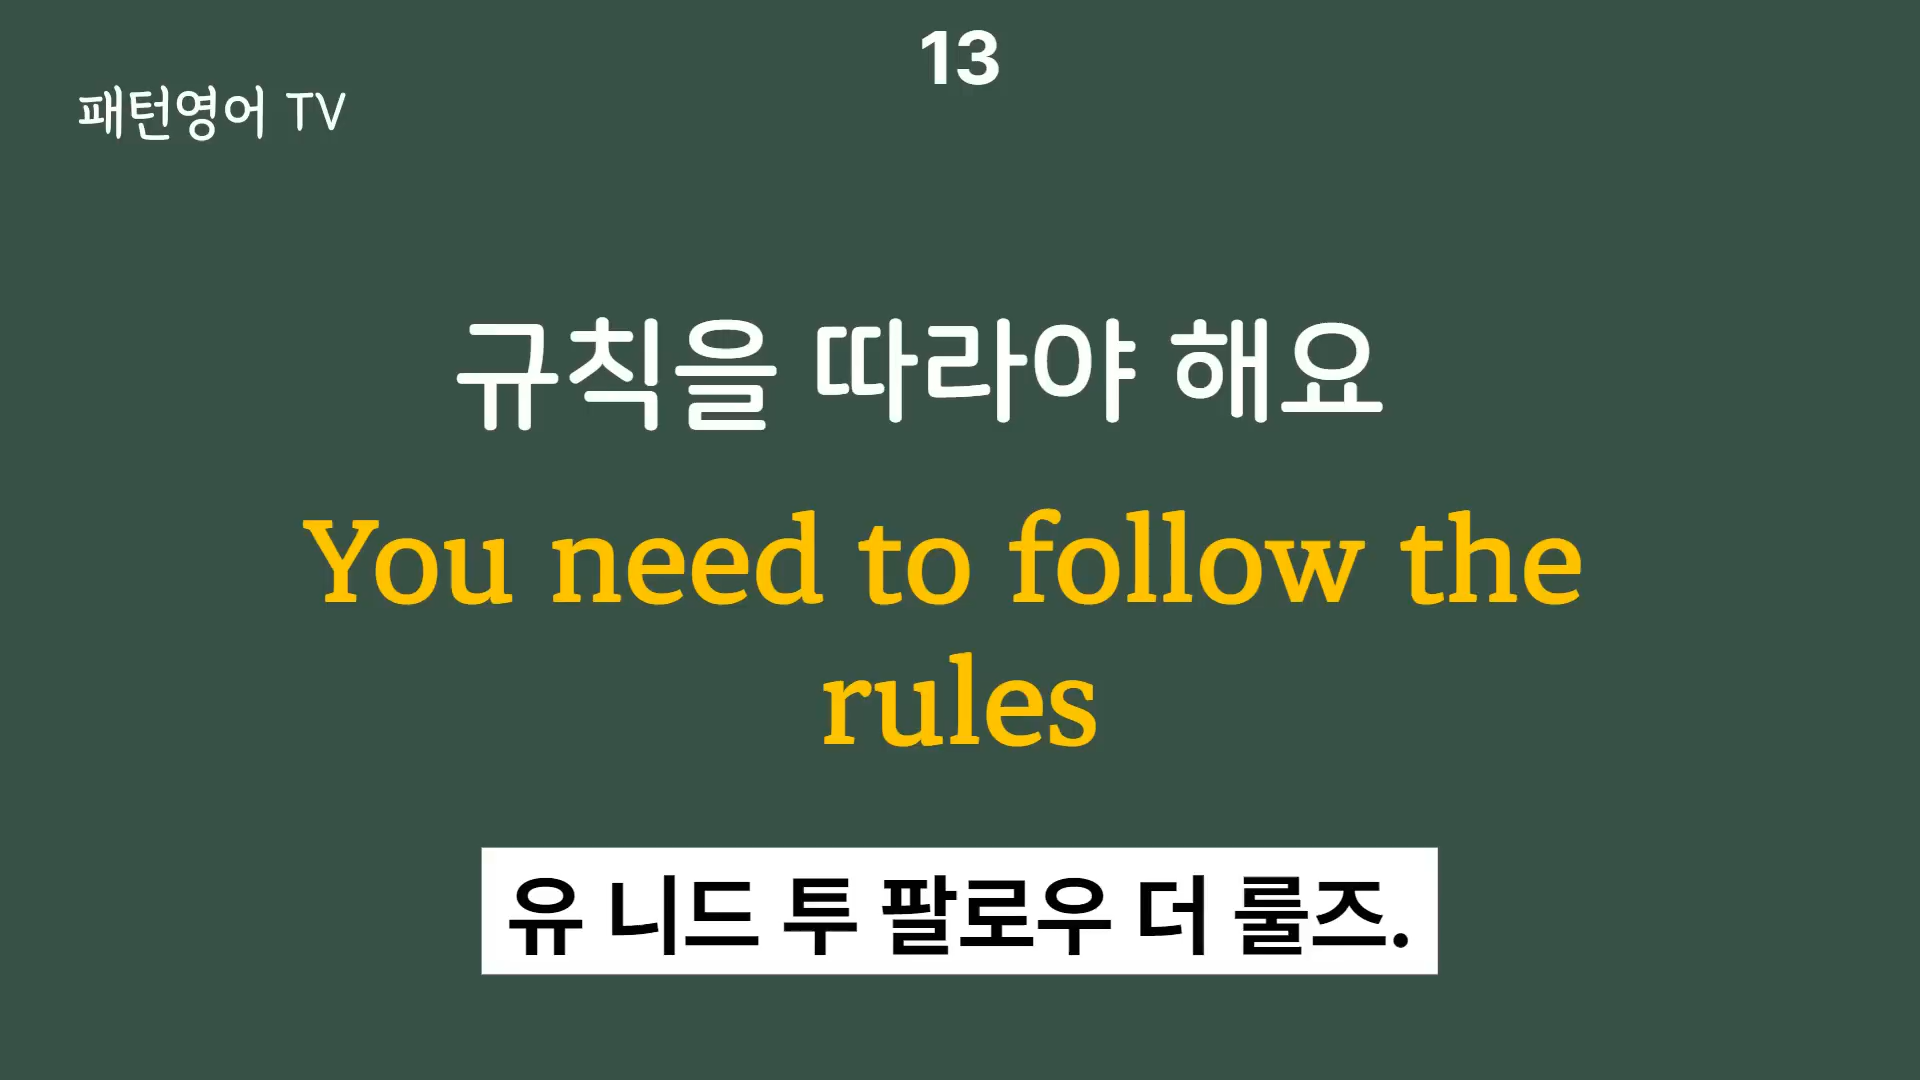 13
패턴영어 TV
규칙을 따라야 해요
You need to follow the
rules
유 니드 투 팔로우 더 룰즈.